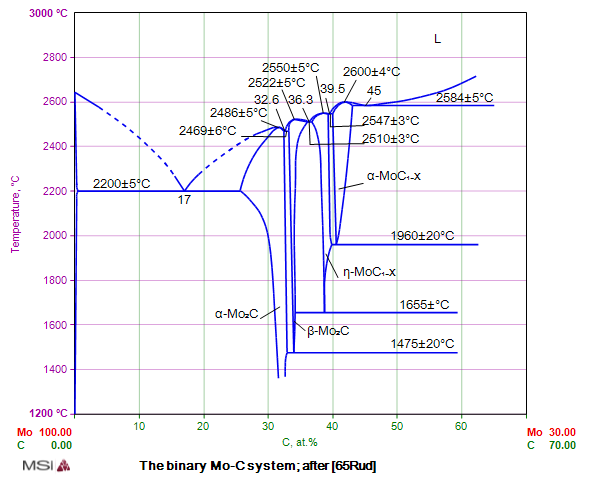 3000 °C
L
2550±5°C
2600±4°C
2800
2522±5°C
39.5
45
2600
32.6
36.3
2584±5°C
2486±5°C
2547±3°C
2469±6°C
2510±3°C
2400
α-MoC₁-x
2200±5°C
2200
17
Temperature, °C
2000
1960±20°C
η-MoC₁-x
1800
1655±°C
α-Mo₂C
β-Mo₂C
1600
1475±20°C
1400
1200 °C
10
20
30
40
50
60
Mo 100.00
C 0.00
C, at.%
Mo 30.00
C 70.00
MSI
The binary Mo-C system; after [65Rud]